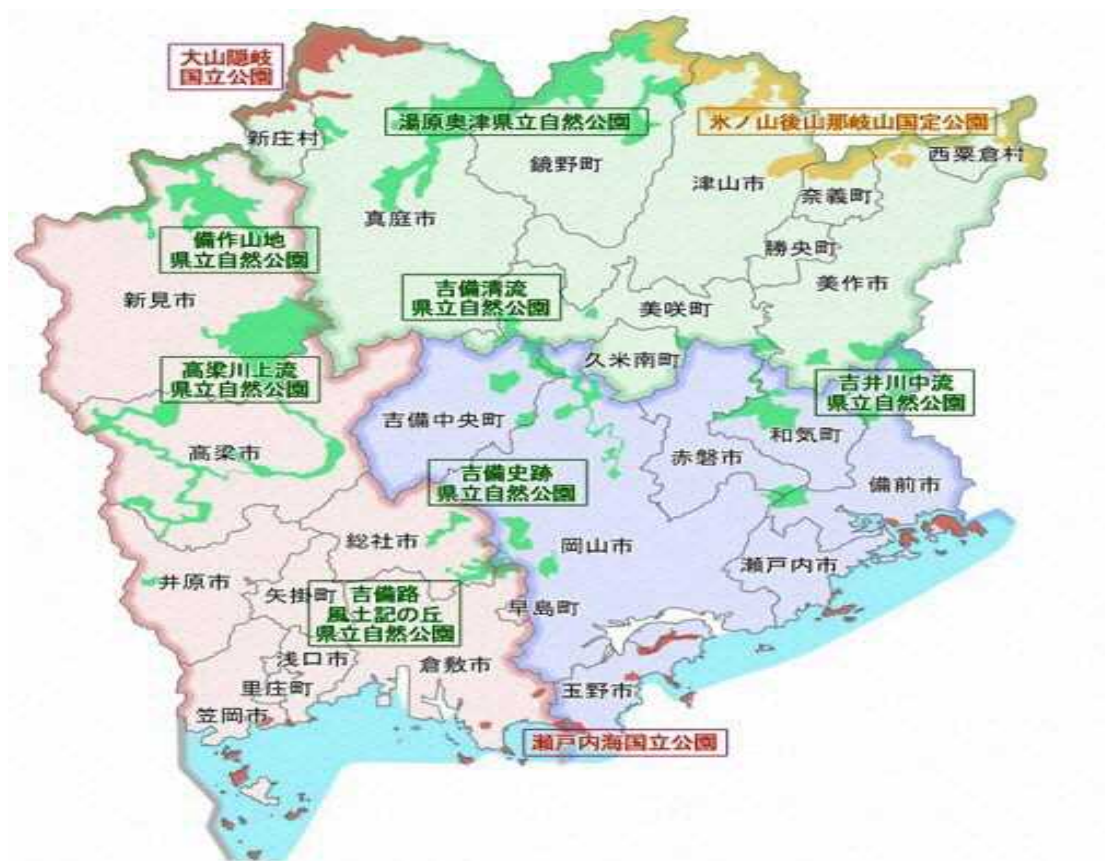 大山隠岐
国立公園
湯原奥津県立自然公園
氷ノ山後山那岐山国定公園
新庄村
鏡野町
西粟倉村
津山市
奈義町
真庭市
備作山地
県立自然公園
勝央町
新見市
吉備清流
県立自然公園
美作市
美咲町
久米南町
高梁川上流
県立自然公園
吉井川中流
県立自然公園
吉備中央町
和気町
高梁市
赤磐市
吉備史跡
県立自然公園
備前市
総社市
岡山市
瀬戸内市
井原市
矢掛町
吉備路
風土記の丘
県立自然公園
早島町
浅口市
倉敷市
里庄町
玉野市
笠岡市
瀬戸内海国立公園